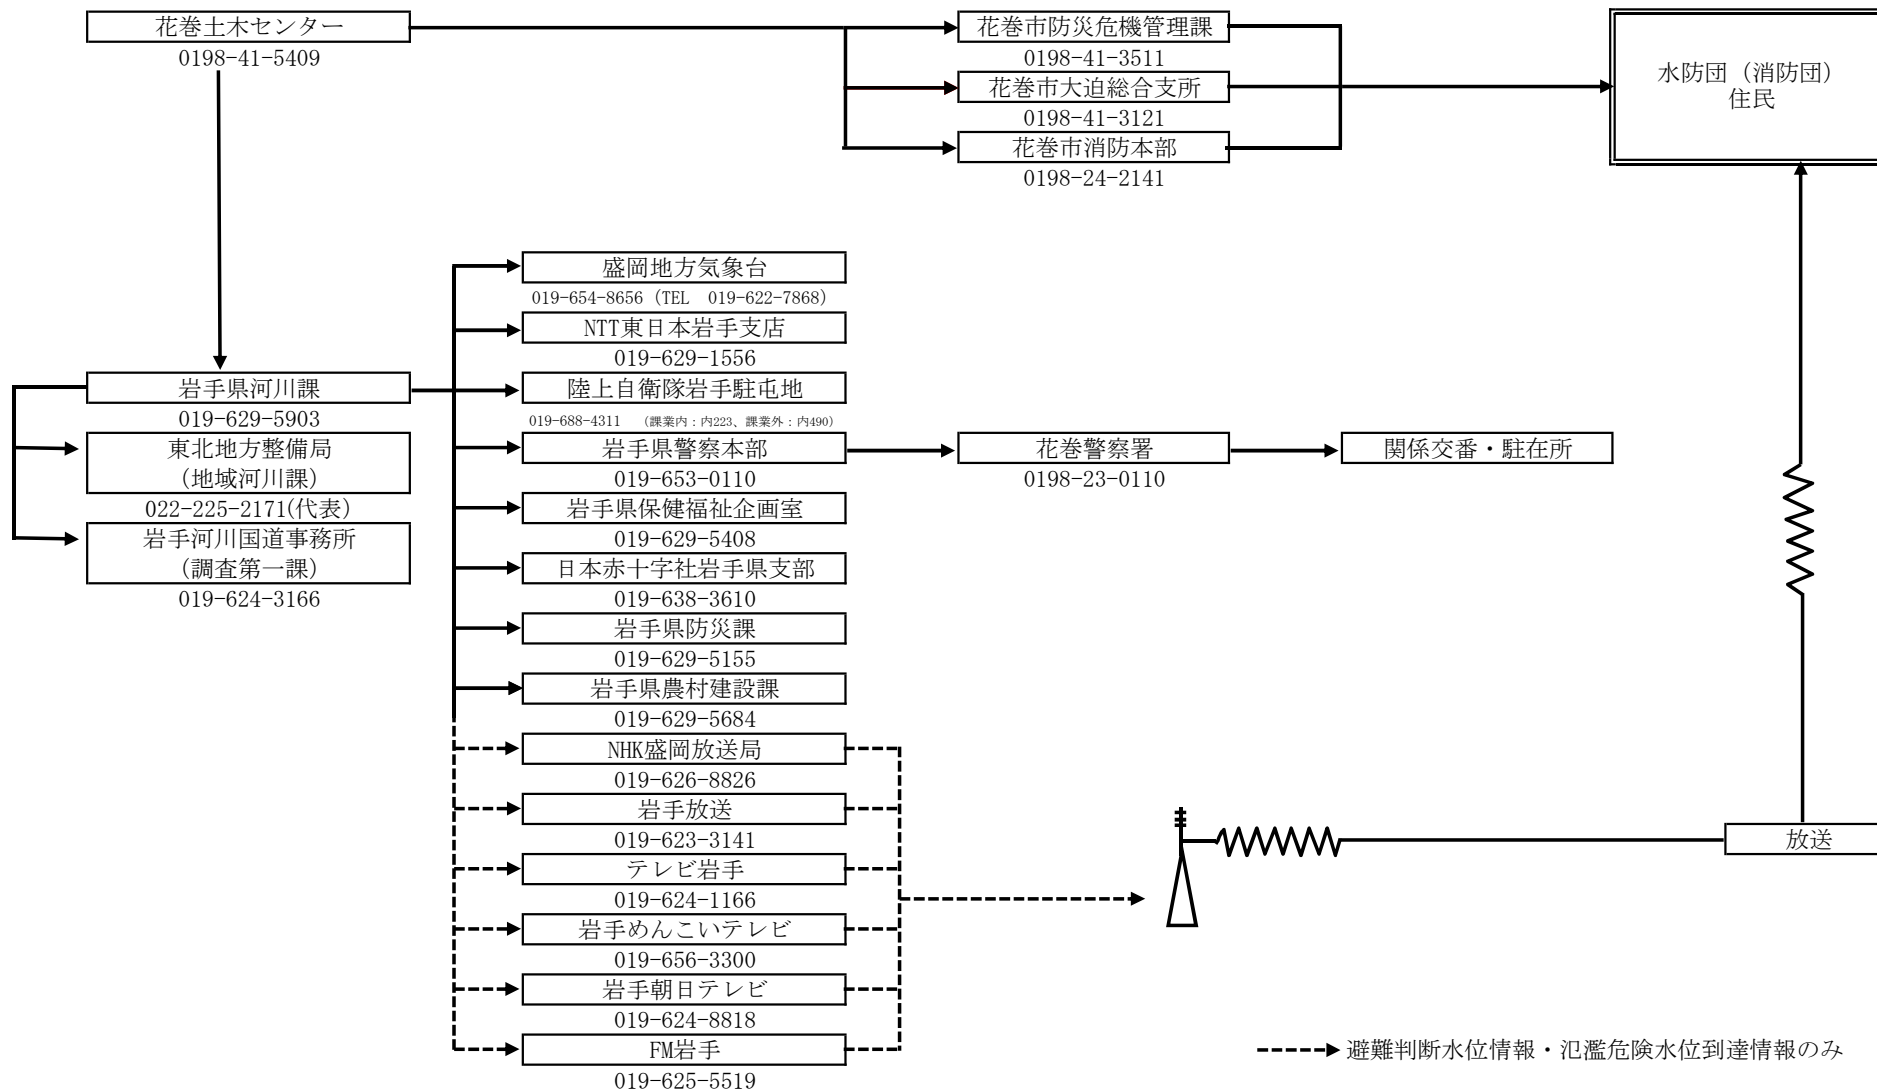 花巻土木センター
0198-41-5409
花巻市防災危機管理課
0198-41-3511
花巻市大迫総合支所
0198-41-3121
花巻市消防本部
0198-24-2141
水防団（消防団）
住民
盛岡地方気象台
019-654-8656（TEL　019-622-7868）
NTT東日本岩手支店
019-629-1556
岩手県河川課
019-629-5903
東北地方整備局
（地域河川課）
022-225-2171(代表)
岩手河川国道事務所
（調査第一課）
019-624-3166
陸上自衛隊岩手駐屯地
019-688-4311　（課業内：内223、課業外：内490）
岩手県警察本部
019-653-0110
花巻警察署
0198-23-0110
関係交番・駐在所
岩手県保健福祉企画室
019-629-5408
日本赤十字社岩手県支部
019-638-3610
岩手県防災課
019-629-5155
岩手県農村建設課
019-629-5684
NHK盛岡放送局
019-626-8826
岩手放送
019-623-3141
テレビ岩手
019-624-1166
岩手めんこいテレビ
019-656-3300
岩手朝日テレビ
019-624-8818
FM岩手
019-625-5519
放送
避難判断水位情報・氾濫危険水位到達情報のみ